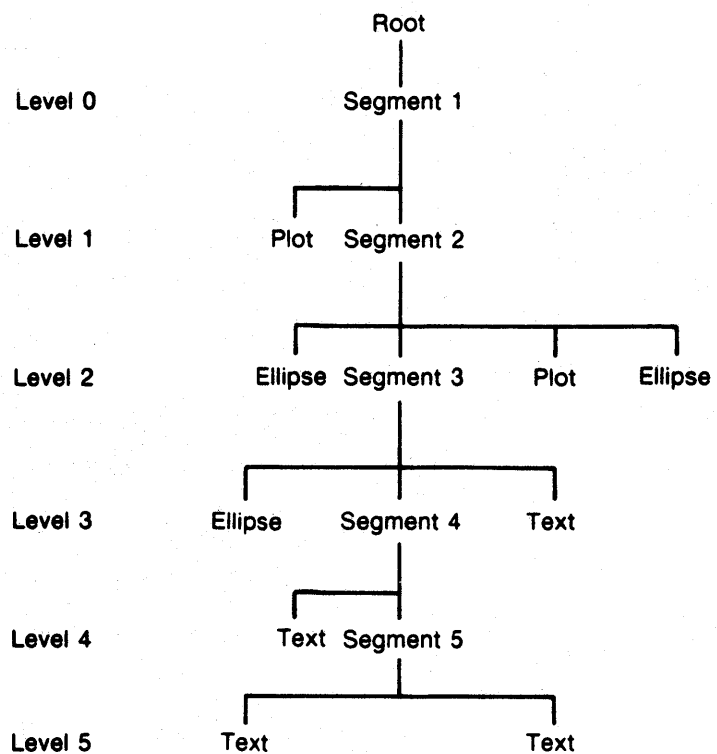 Root
Level 0 Segment 1
Level 1 Plot Segment 2
Level 2 Ellipse Segment 3 Plot Ellipse
Level 3 Ellipse Segment 4 Text
Level 4 Text Segment 5
Level 5 Text Text